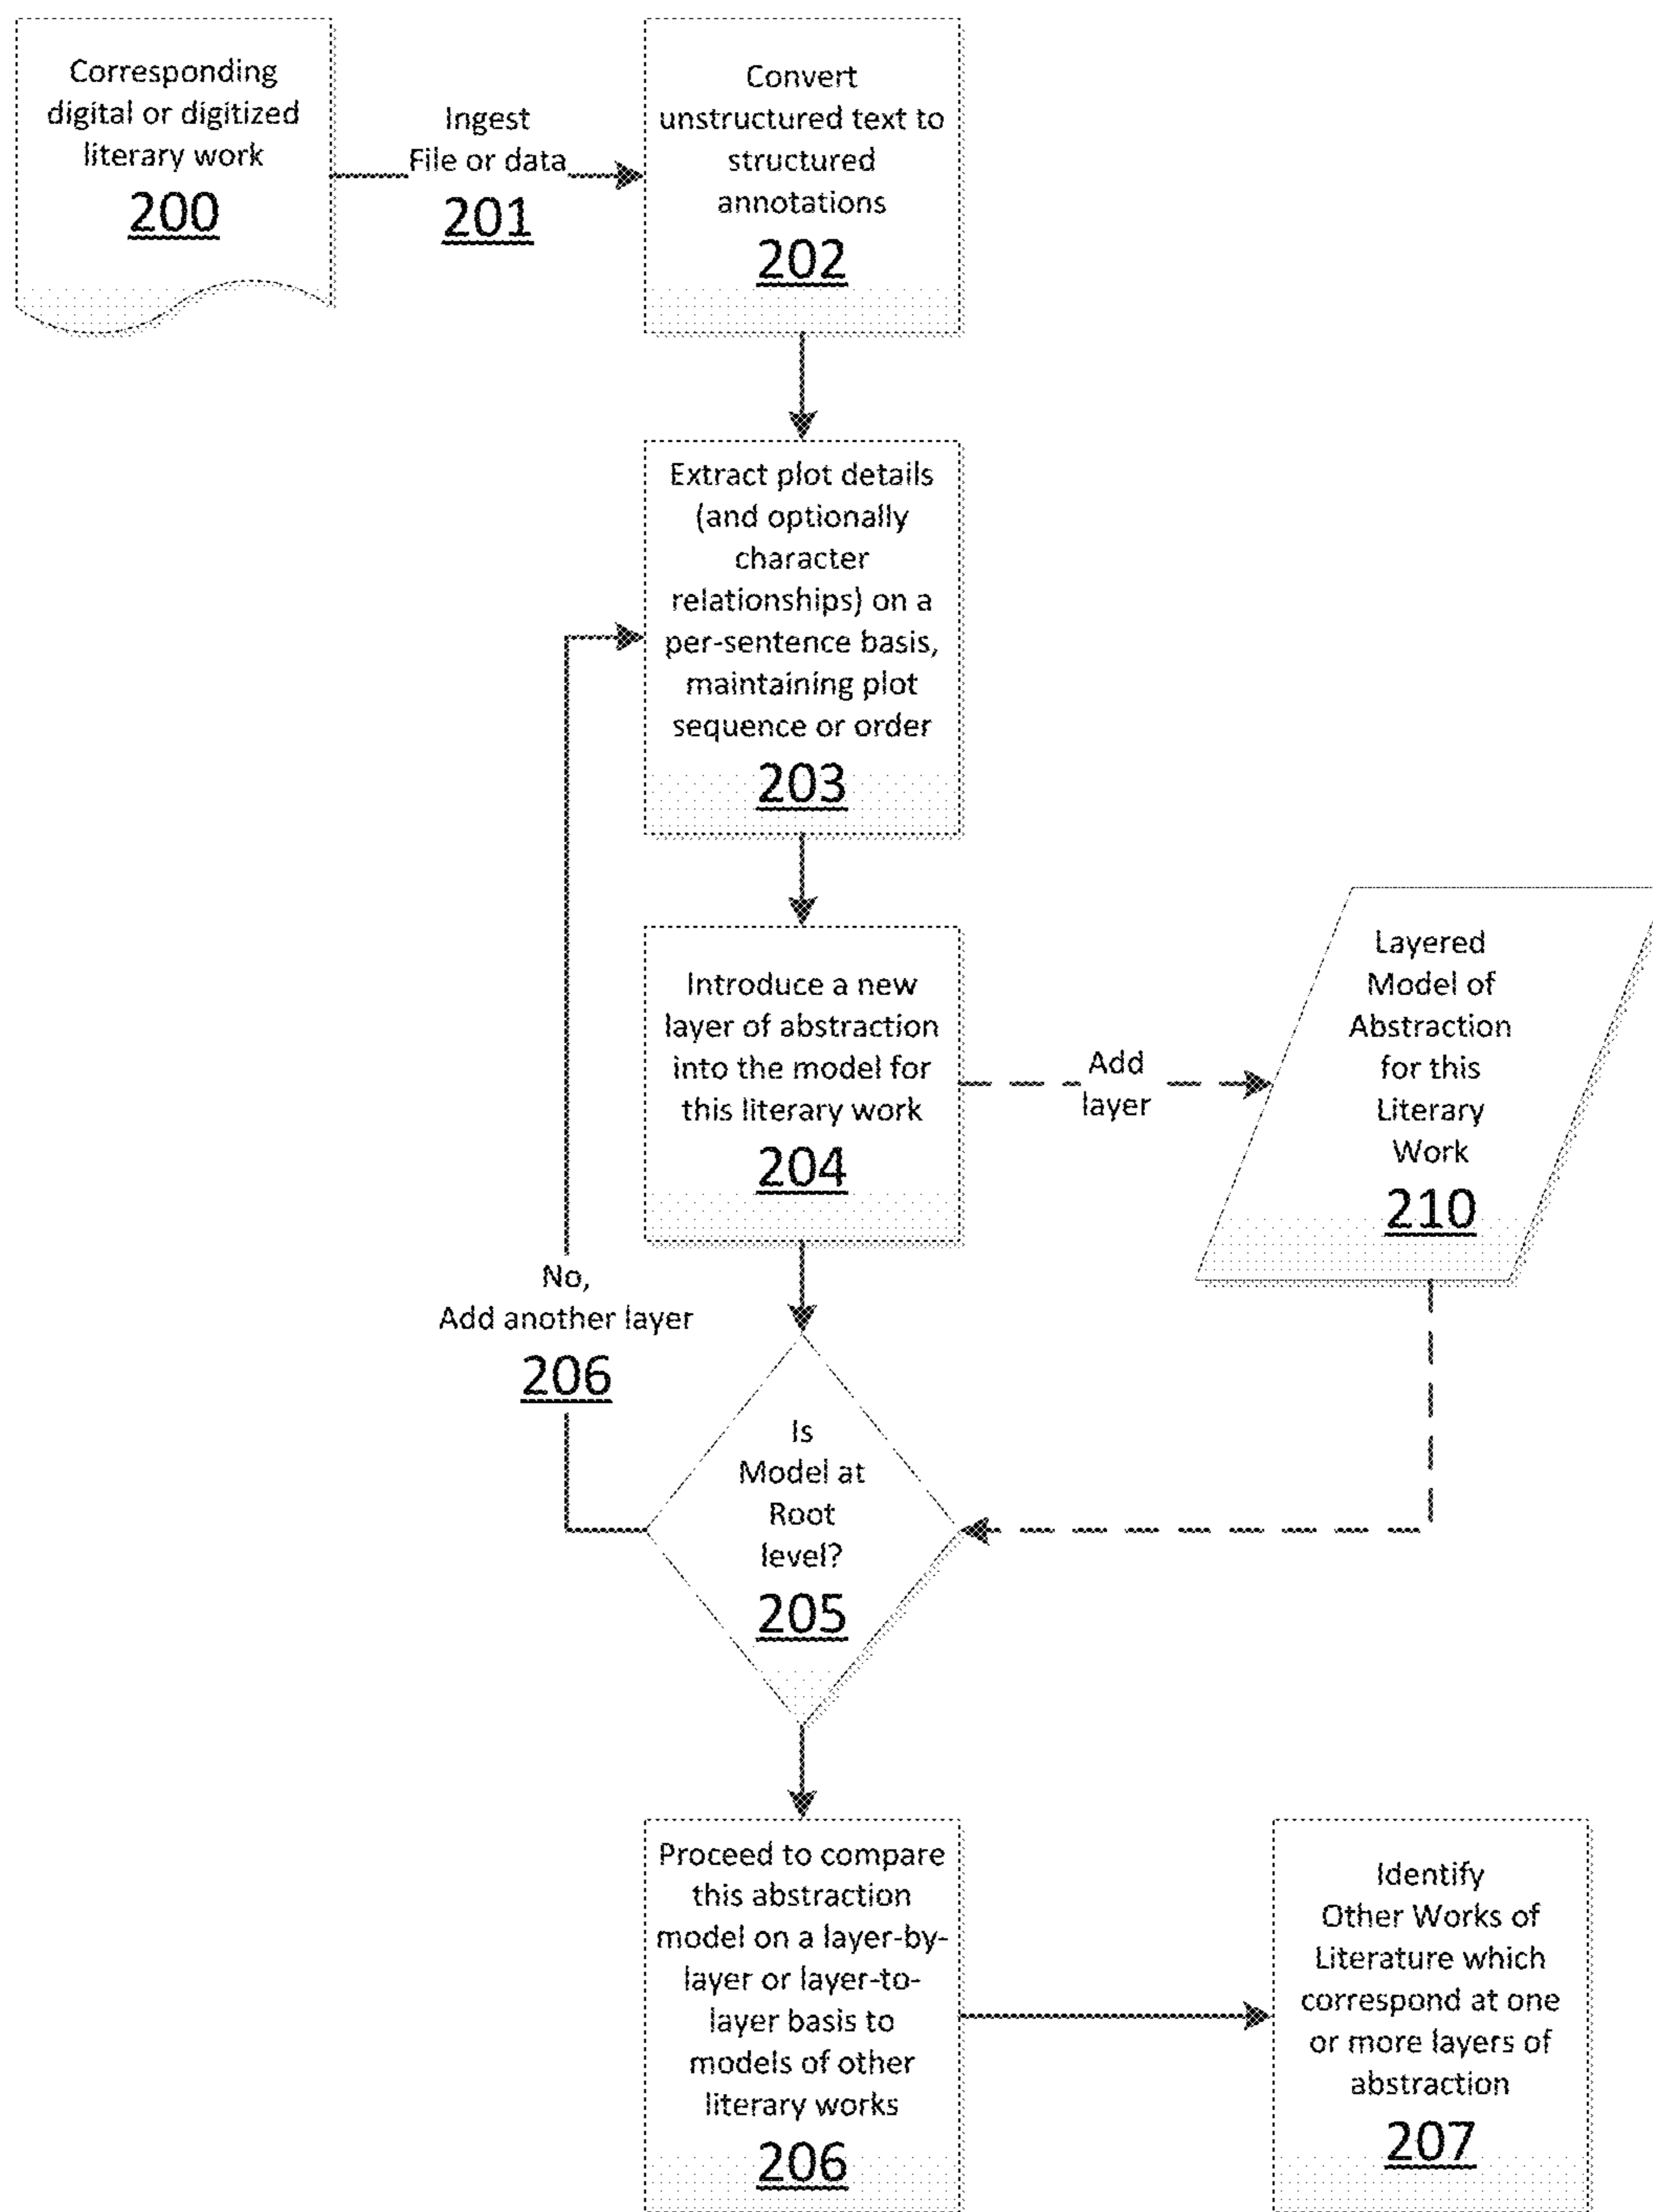 Corresponding
digital or digitized
literary work
200
Ingest
File or data
201
Convert
unstructured text to
structured
annotations
202
Extract plot details
(and optionally
character
relationships) on a
per-sentence basis,
maintaining plot
sequence or order
203
Introduce a new
layer of abstraction
into the model for
this literary work
204
Add
layer
Layered
Model of
Abstraction
for this
Literary
Work
210
No,
Add another layer
206
Is
Model at
Root
level?
205
Proceed to compare
this abstraction
model on a layer-by-
layer or layer-to-
layer basis to
models of other
literary works
206
Identify
Other Works of
Literature which
correspond at one
or more layers of
abstraction
207